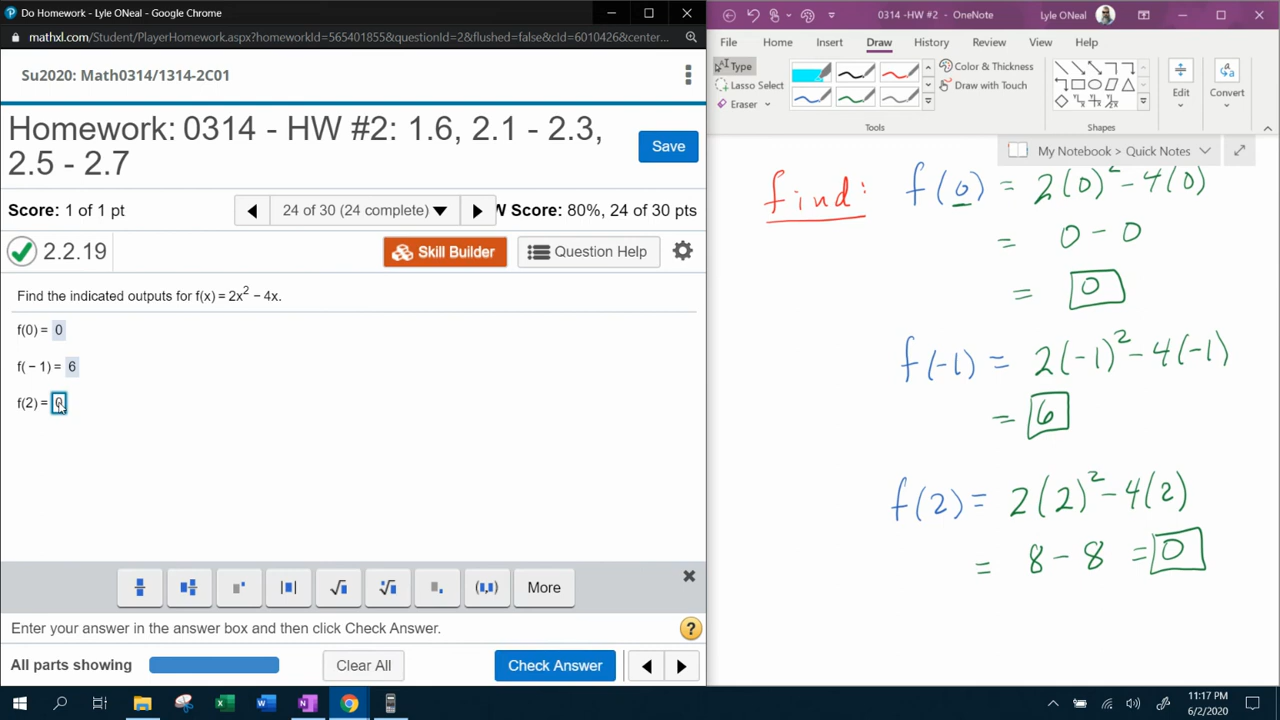 Do Homework - Lyle ONeal - Google Chrome
mathxl.com/Student/PlayerHomework.aspx?homeworkId=565401855&questionId=2&flushed=false&cId=6010426&center...
Su2020: Math0314/1314-2C01
Homework: 0314 - HW #2: 1.6, 2.1 - 2.3,
2.5 - 2.7
Save
Score: 1 of 1 pt
24 of 30 (24 complete)
W Score: 80%, 24 of 30 pts
2.2.19
Skill Builder
Question Help
Find the indicated outputs for f(x) = 2x² − 4x.
f(0) = 0
f( − 1) = 6
f(2) = 0
More
Enter your answer in the answer box and then click Check Answer.
?
All parts showing
Clear All
Check Answer
0314 -HW #2 - OneNote
Lyle ONeal
File Home Insert Draw History Review View Help
Type
Lasso Select
Eraser
Color & Thickness
Draw with Touch
Edit
Convert
Tools
Shapes
My Notebook > Quick Notes
find: f(0) = 2(0)² - 4(0)
= 0 - 0
= 0
f(-1) = 2(-1)² - 4(-1)
= 6
f(2) = 2(2)² - 4(2)
= 8 - 8 = 0
11:17 PM
6/2/2020